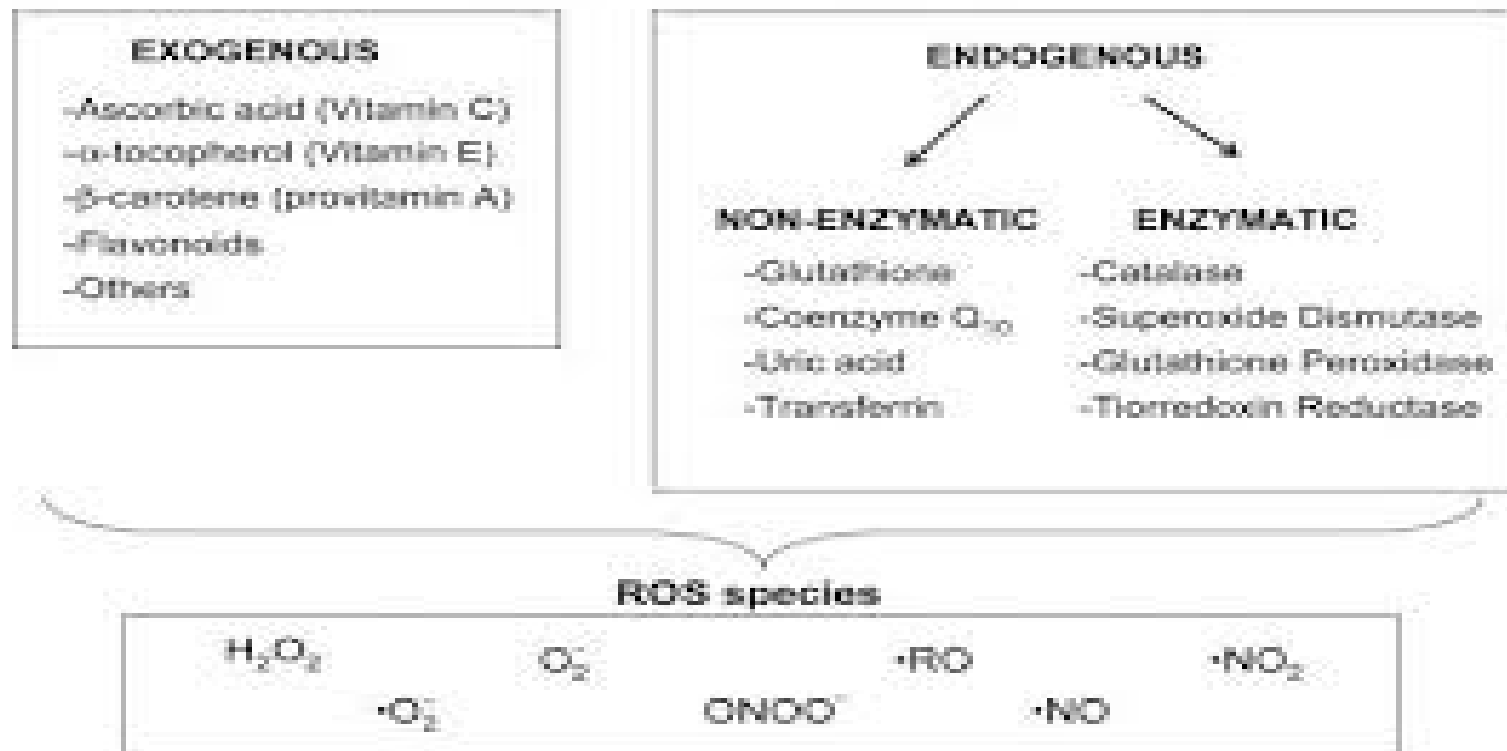 EXOGENOUS
-Ascorbic acid (Vitamin C)
-α-tocopherol (Vitamin E)
-β-carotene (provitamin A)
-Flavonoids
-Others
ENDOGENOUS
NON-ENZYMATIC
-Glutathione
-Coenzyme Q₁₀
-Uric acid
-Transferrin
ENZYMATIC
-Catalase
-Superoxide Dismutase
-Glutathione Peroxidase
-Tiorredoxin Reductase
ROS species
H₂O₂ O₂⁻ •RO •NO₂
•O₂⁻ ONOO⁻ •NO